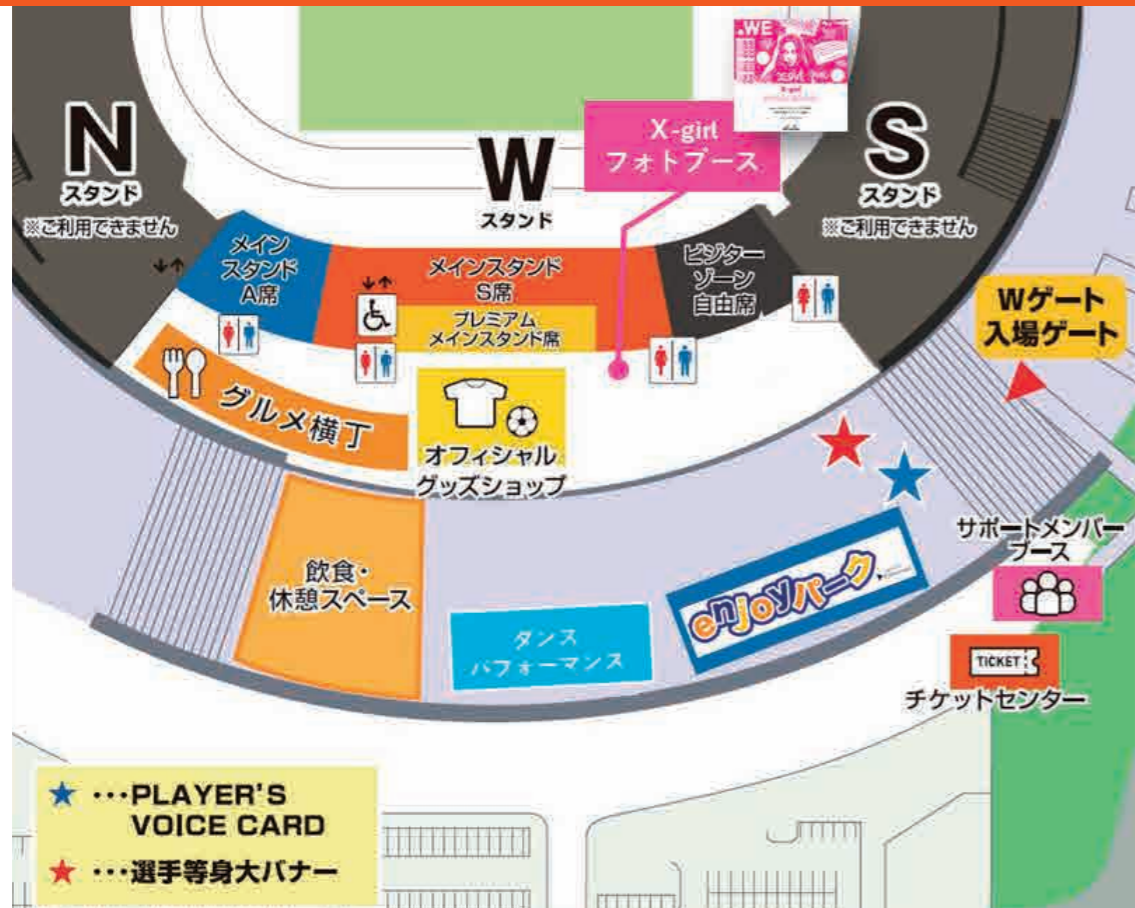 .WE
X-girl
X-girl
フォトブース
N
スタンド
※ご利用できません
W
スタンド
S
スタンド
※ご利用できません
メイン
スタンド
A席
メインスタンド
S席
プレミアム
メインスタンド席
ビジター
ゾーン
自由席
Wゲート
入場ゲート
グルメ横丁
オフィシャル
グッズショップ
飲食・
休憩スペース
ダンス
パフォーマンス
enjoyパーク
サポートメンバー
ブース
TICKET
チケットセンター
★ …PLAYER'S
VOICE CARD
★ …選手等身大バナー